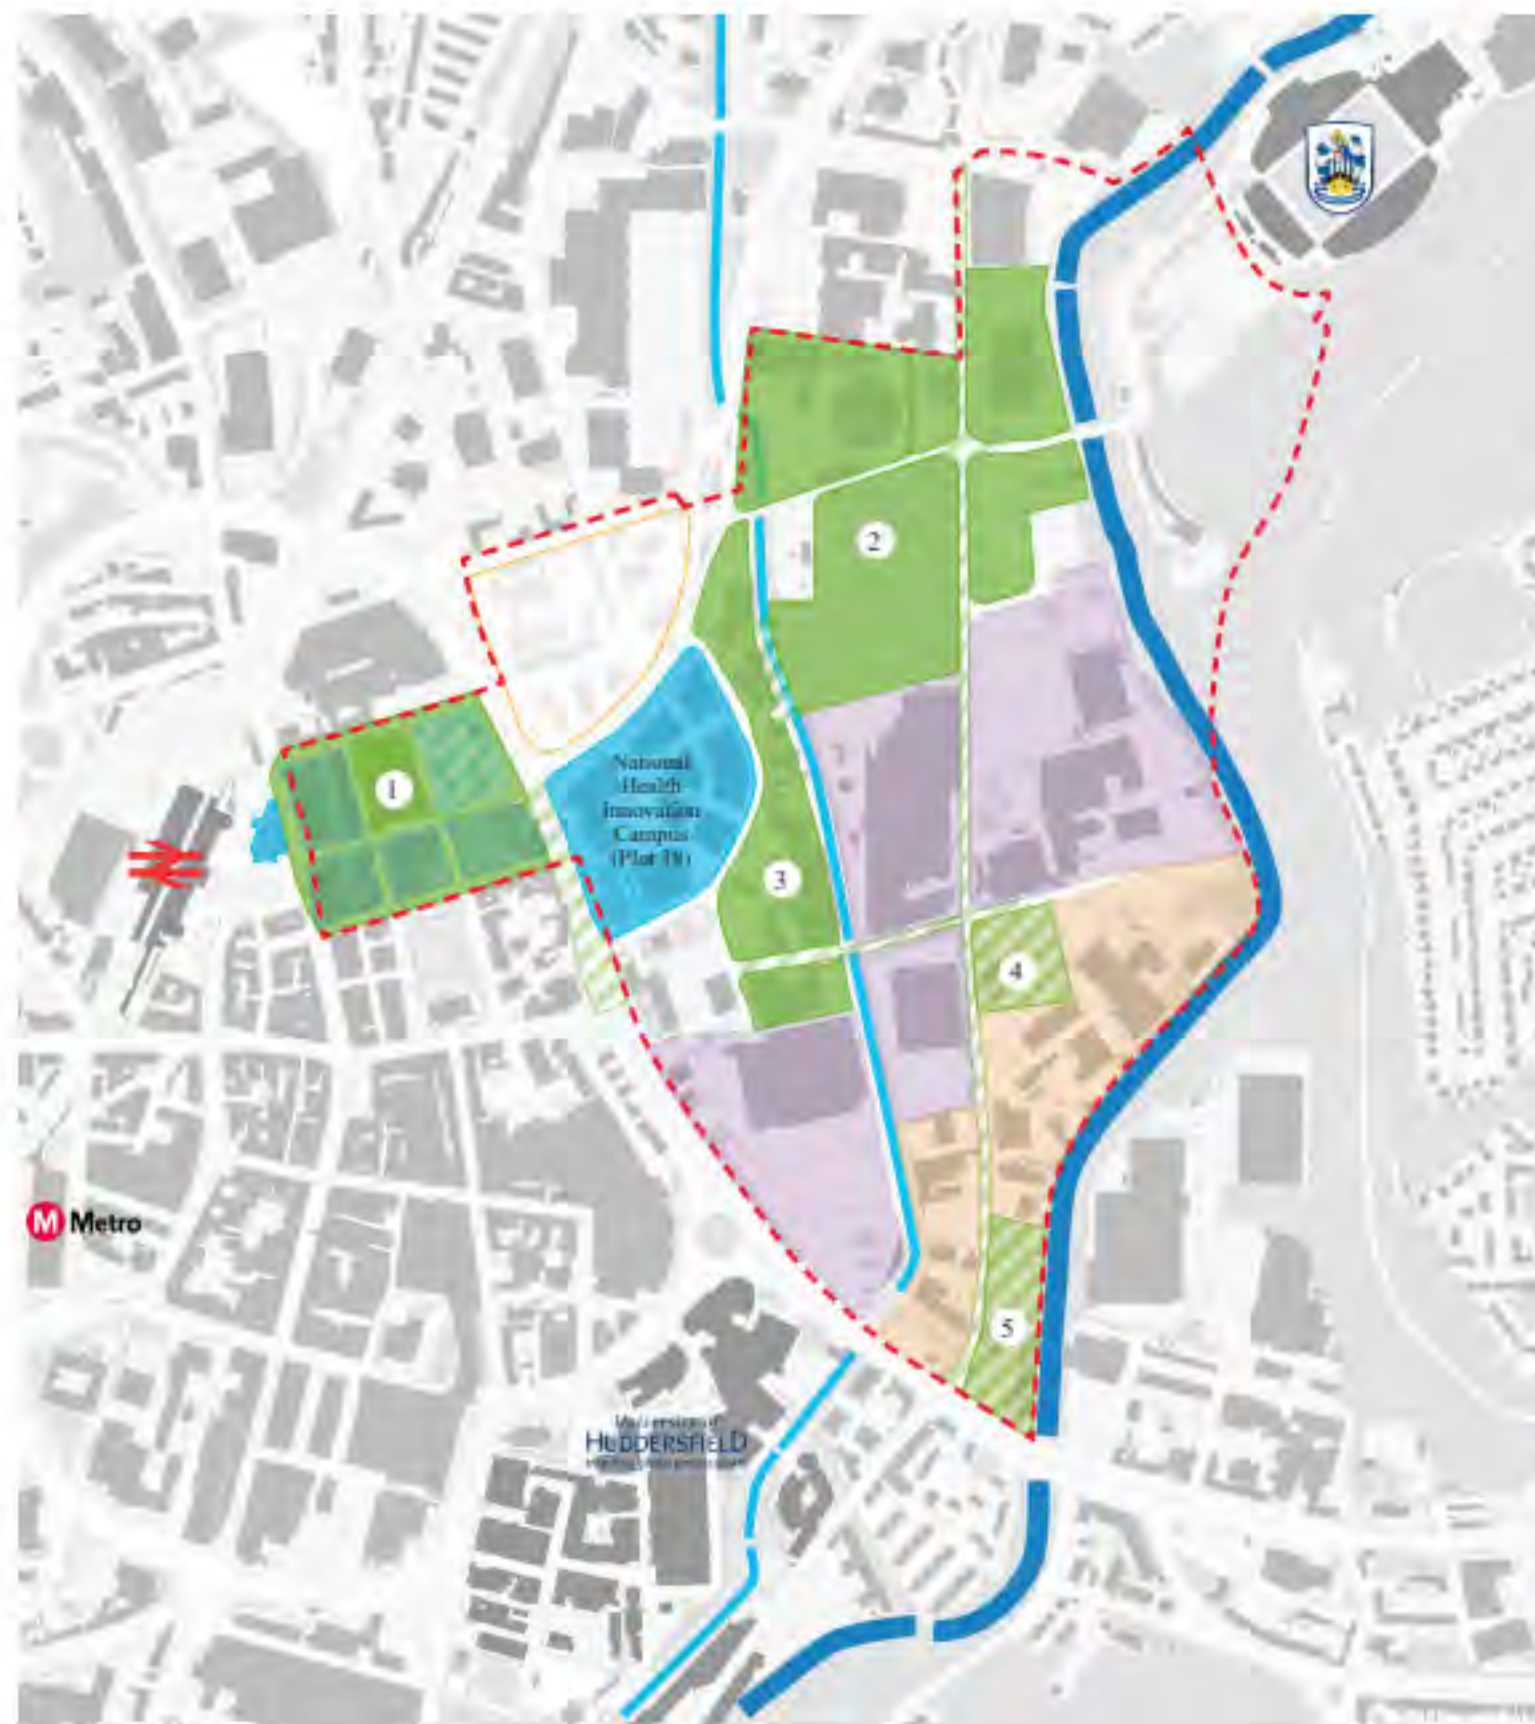 2
1
National
Health
Innovation
Campus
(Plot 18)
3
4
M Metro
5
University of
HUDDERSFIELD